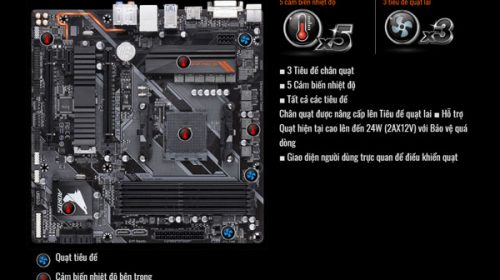 5 cảm biến nhiệt độ
3 tiêu đề quạt lai
x5
x3
■ 3 Tiêu đề chân quạt
■ 5 Cảm biến nhiệt độ
■ Tất cả các tiêu đề
Chân quạt được nâng cấp lên Tiêu đề quạt lai ■ Hỗ trợ
Quạt hiện tại cao lên đến 24W (2AX12V) với Bảo vệ quá
dòng
■ Giao diện người dùng trực quan để điều khiển quạt
Quạt tiêu đề
Cảm biến nhiệt độ bên trong